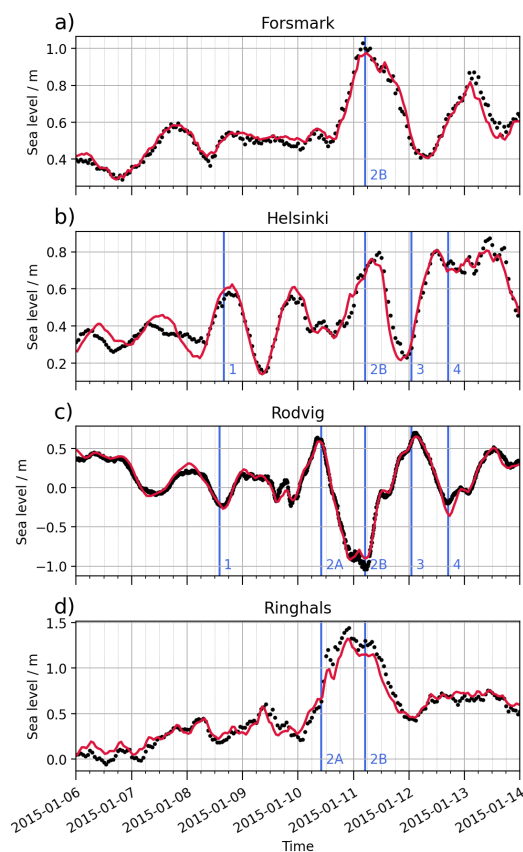 a)
Forsmark
Sea level / m
1.0
0.8
0.6
0.4
2B
b)
Helsinki
Sea level / m
0.8
0.6
0.4
0.2
1
2B
3
4
c)
Rodvig
Sea level / m
0.5
0.0
−0.5
−1.0
1
2A
2B
3
4
d)
Ringhals
Sea level / m
1.5
1.0
0.5
0.0
2A
2B
2015-01-06
2015-01-07
2015-01-08
2015-01-09
2015-01-10
2015-01-11
2015-01-12
2015-01-13
2015-01-14
Time